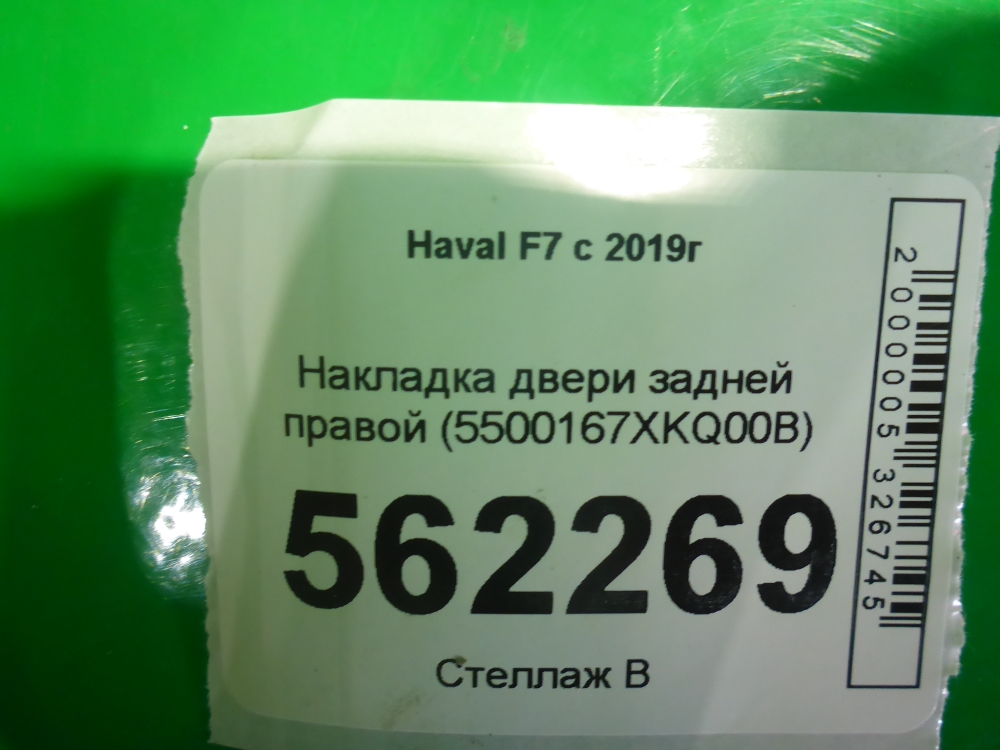 Haval F7 с 2019г
Накладка двери задней
правой (5500167XKQ00B)
562269
Стеллаж В
2000005326745